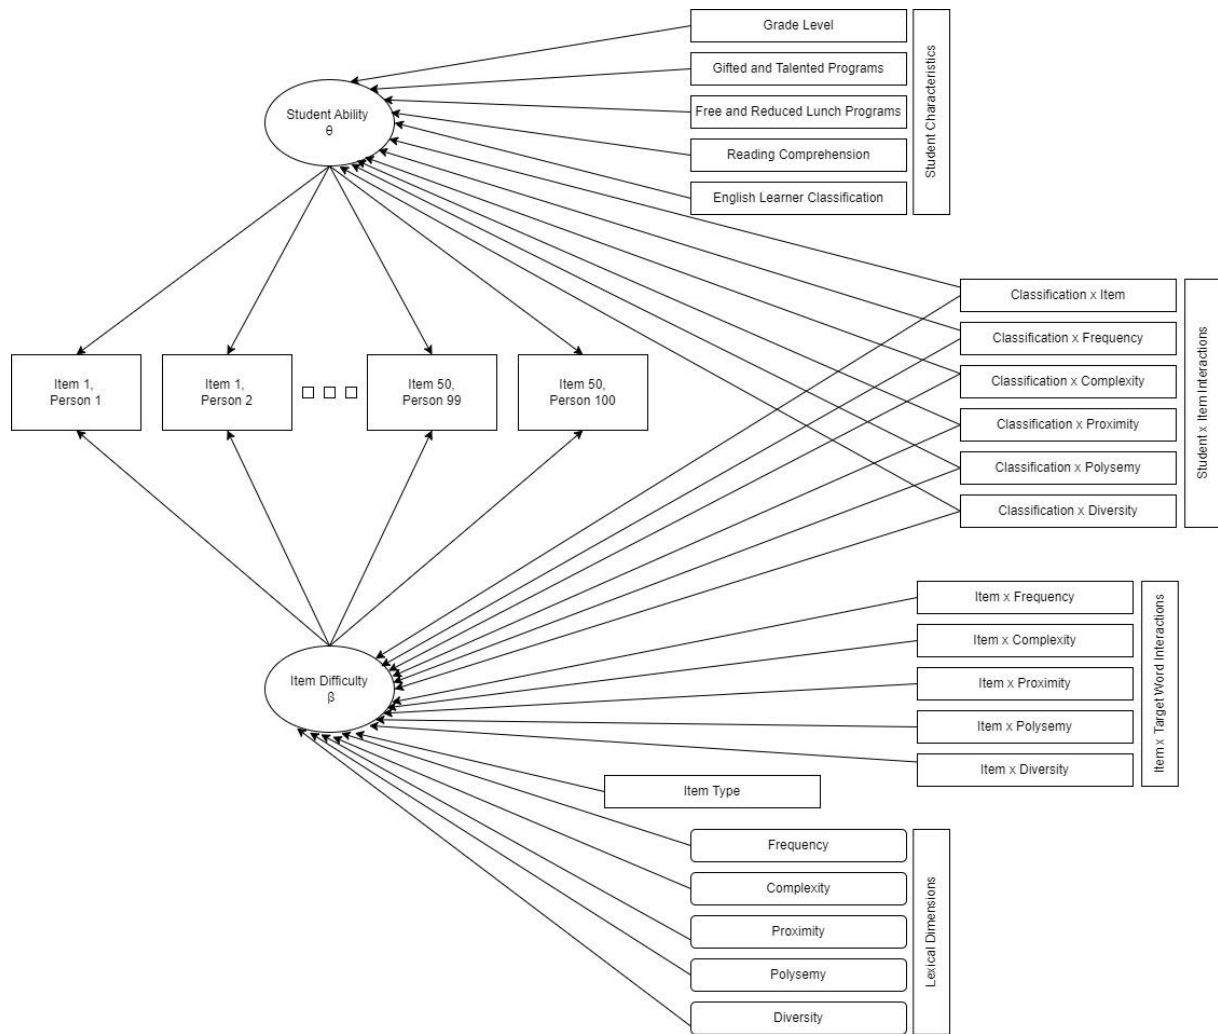 Grade Level
Gifted and Talented Programs
Free and Reduced Lunch Programs
Reading Comprehension
English Learner Classification
Student Characteristics
Student Ability
θ
Classification x Item
Classification x Frequency
Classification x Complexity
Classification x Proximity
Classification x Polysemy
Classification x Diversity
Student x Item Interactions
Item 1,
Person 1
Item 1,
Person 2
Item 50,
Person 99
Item 50,
Person 100
Item Difficulty
β
Item x Frequency
Item x Complexity
Item x Proximity
Item x Polysemy
Item x Diversity
Item x Target Word Interactions
Item Type
Frequency
Complexity
Proximity
Polysemy
Diversity
Lexical Dimensions